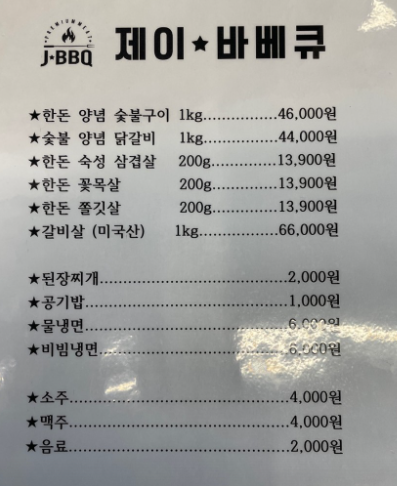 PREMIUM MEAT
J·BBQ
제이★바베큐
★한돈 양념 숯불구이 1kg...............46,000원
★숯불 양념 닭갈비 1kg...............44,000원
★한돈 숙성 삼겹살 200g.............13,900원
★한돈 꽃목살 200g.............13,900원
★한돈 쫄깃살 200g.............13,900원
★갈비살 (미국산) 1kg...............66,000원
★된장찌개...................................2,000원
★공기밥.....................................1,000원
★물냉면.....................................6,000원
★비빔냉면...................................6,000원
★소주.........................................4,000원
★맥주.........................................4,000원
★음료.........................................2,000원